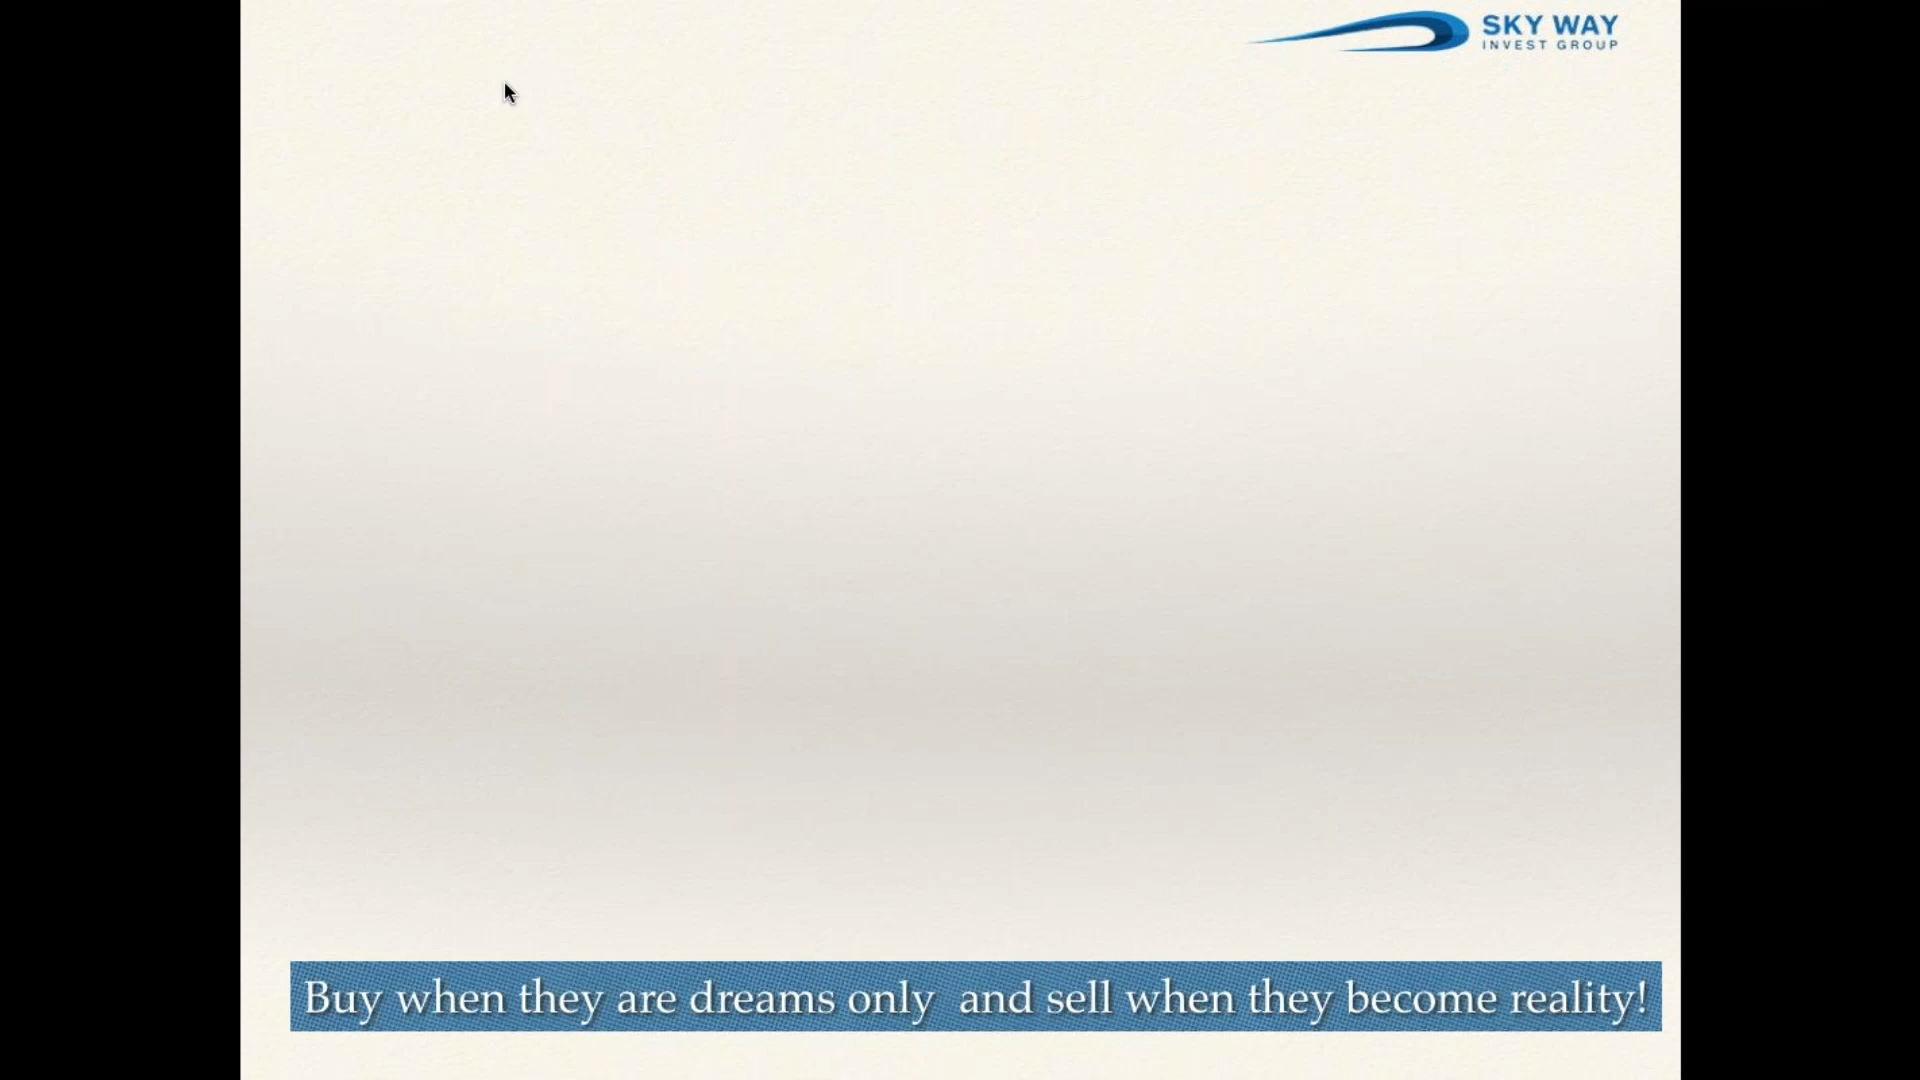 SKY WAY
INVEST GROUP
Buy when they are dreams only  and sell when they become reality!